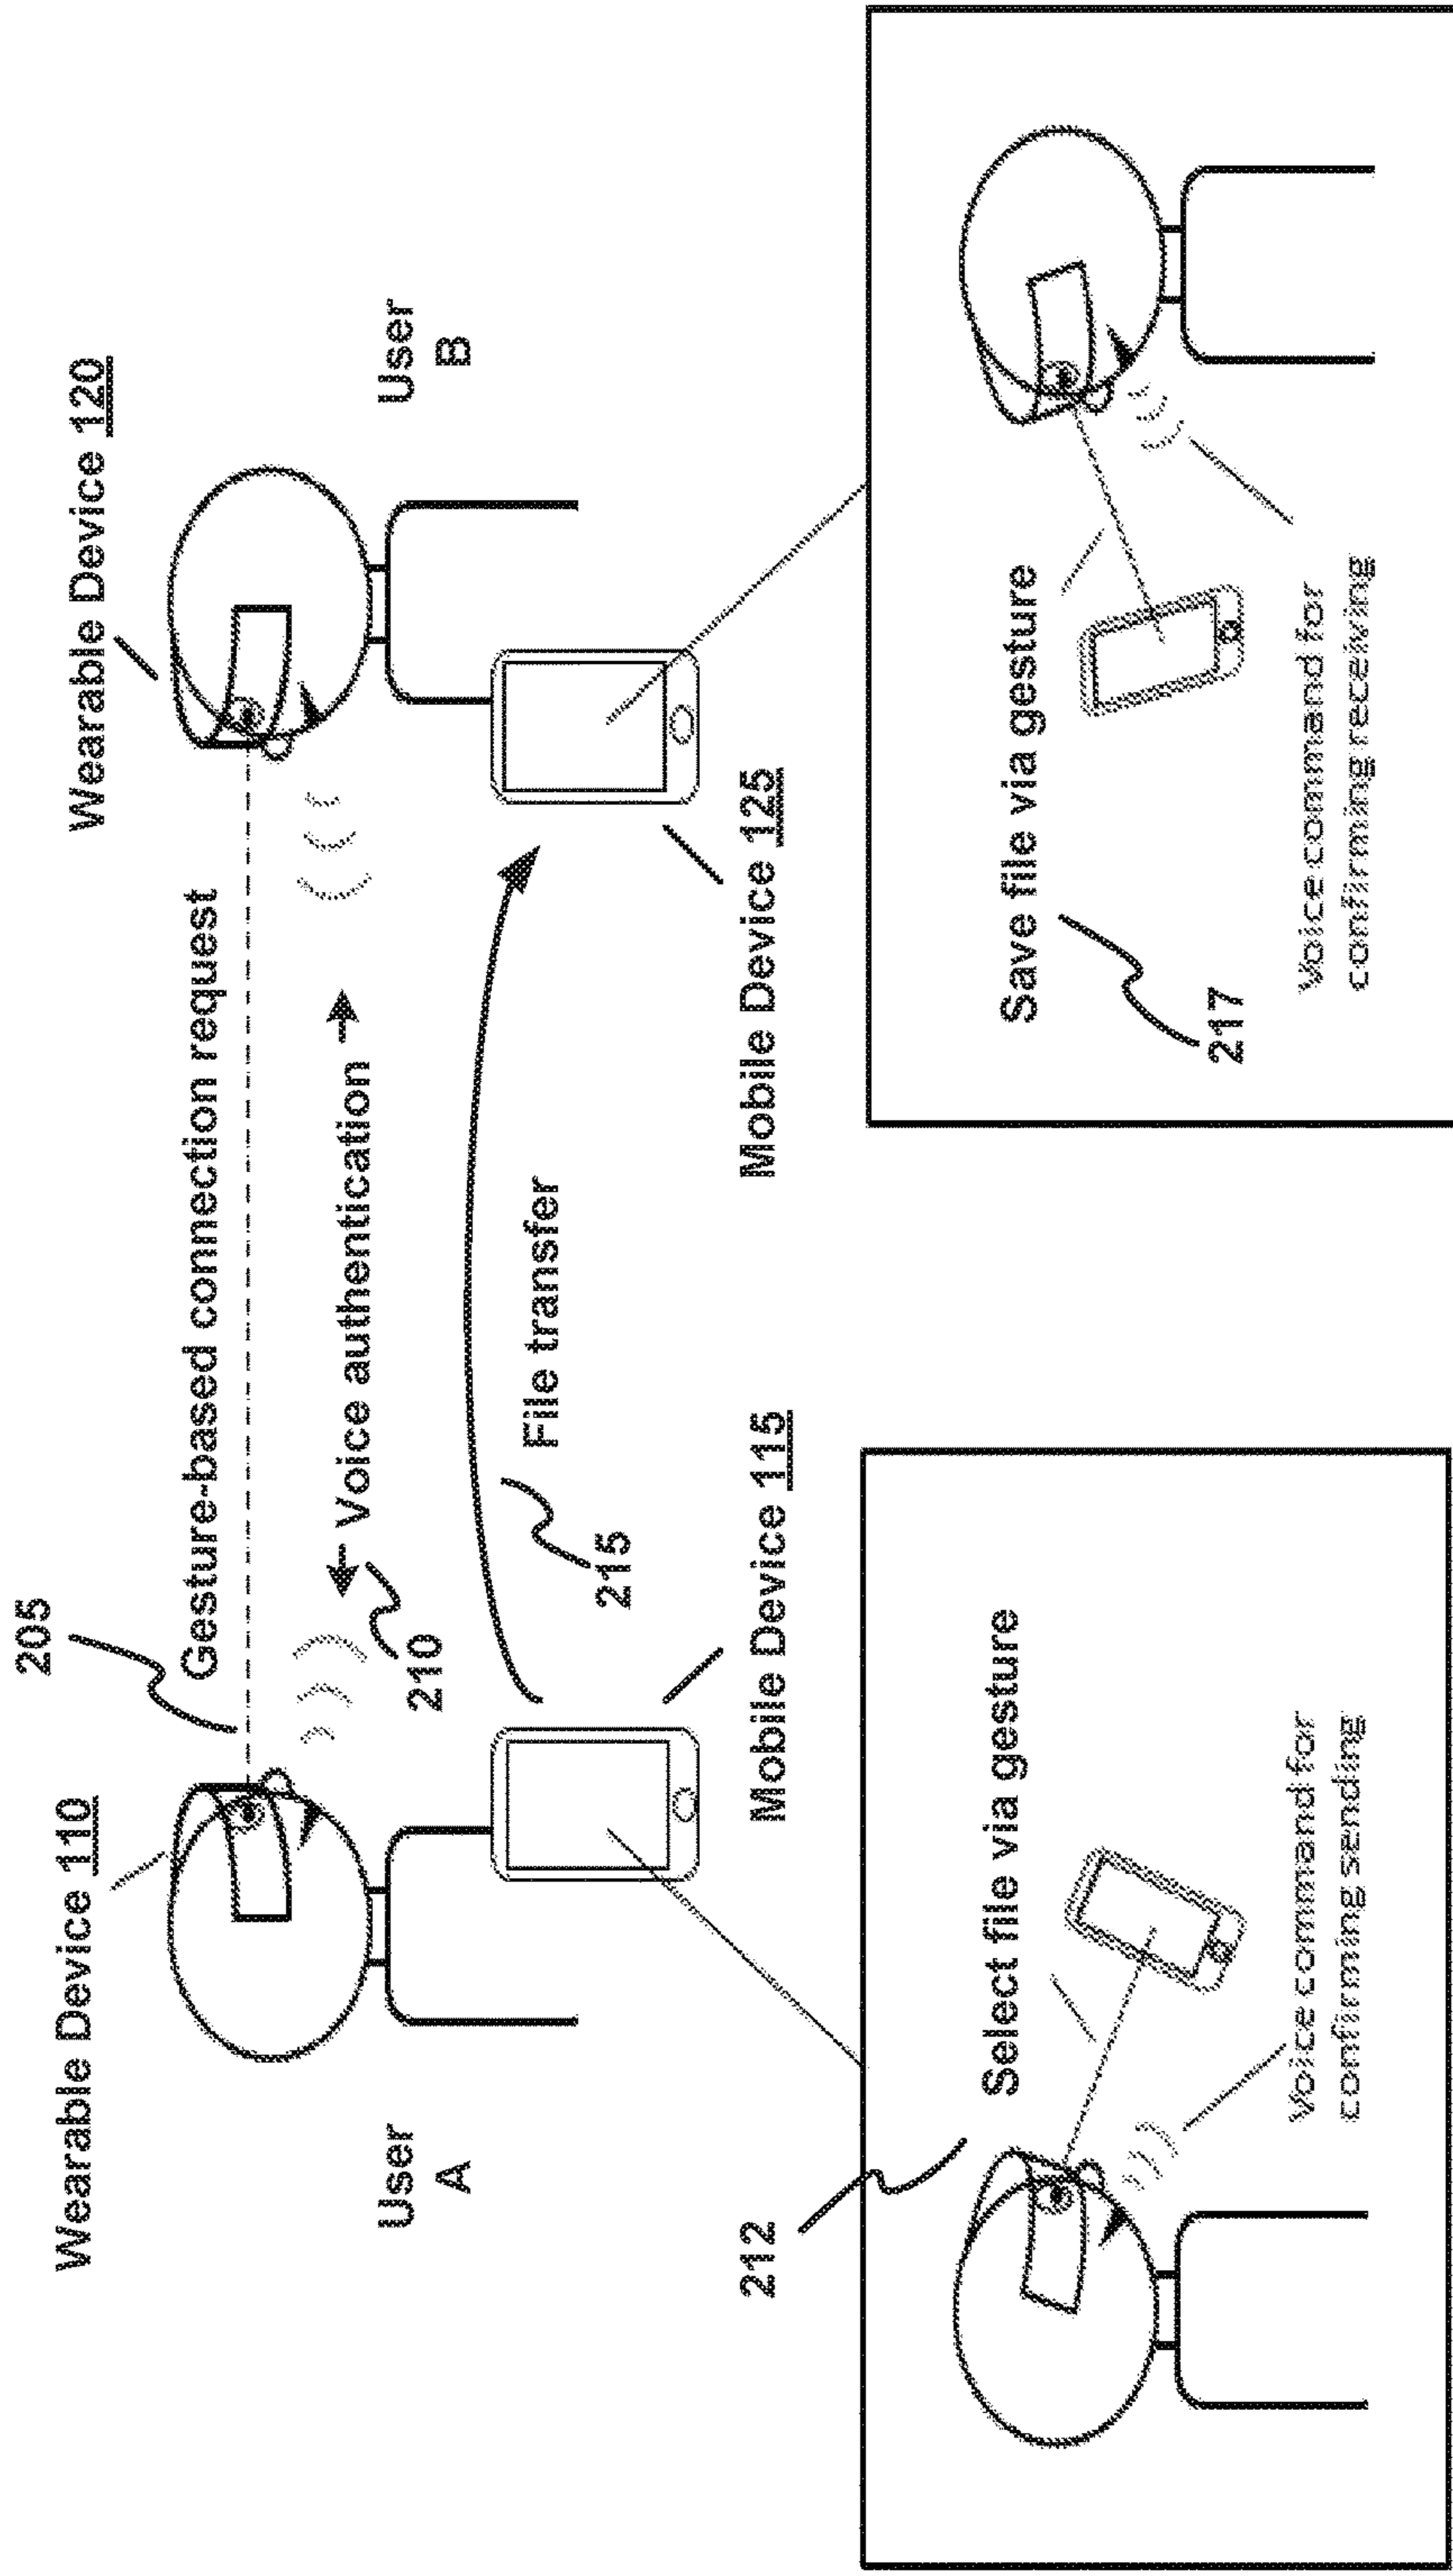 Wearable Device 110
205
Gesture-based connection request
Wearable Device 120
User
A
User
B
Voice authentication
210
File transfer
215
Mobile Device 115
Mobile Device 125
212
Select file via gesture
Voice command for
confirming sending
Save file via gesture
217
Voice command for
confirming receiving